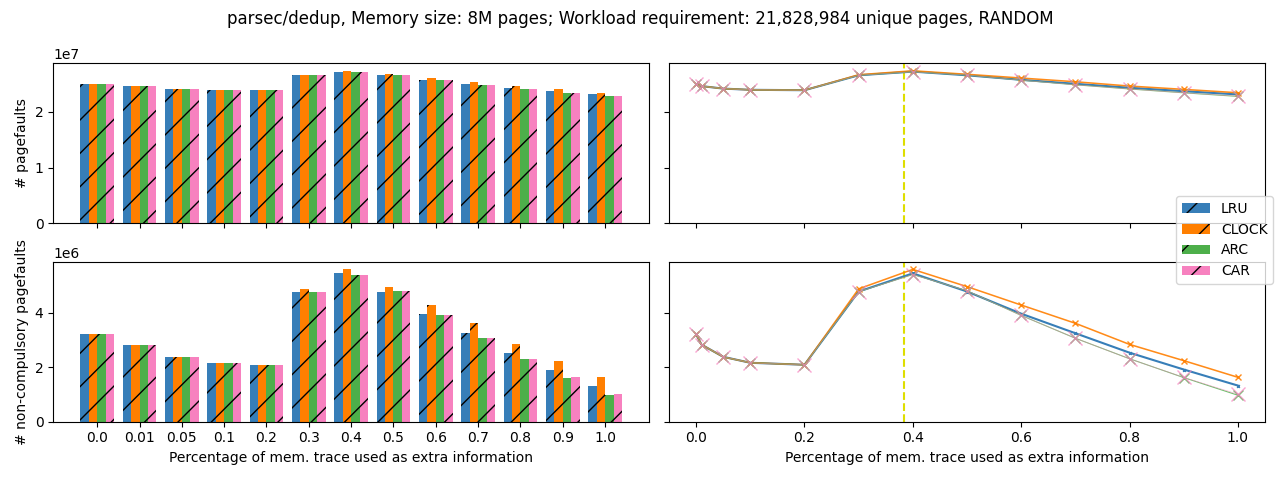 parsec/dedup, Memory size: 8M pages; Workload requirement: 21,828,984 unique pages, RANDOM
1e7
# pagefaults
2
1
0
1e6
# non-compulsory pagefaults
4
2
0
0.0 0.01 0.05 0.1 0.2 0.3 0.4 0.5 0.6 0.7 0.8 0.9 1.0
Percentage of mem. trace used as extra information
0.0 0.2 0.4 0.6 0.8 1.0
Percentage of mem. trace used as extra information
LRU
CLOCK
ARC
CAR